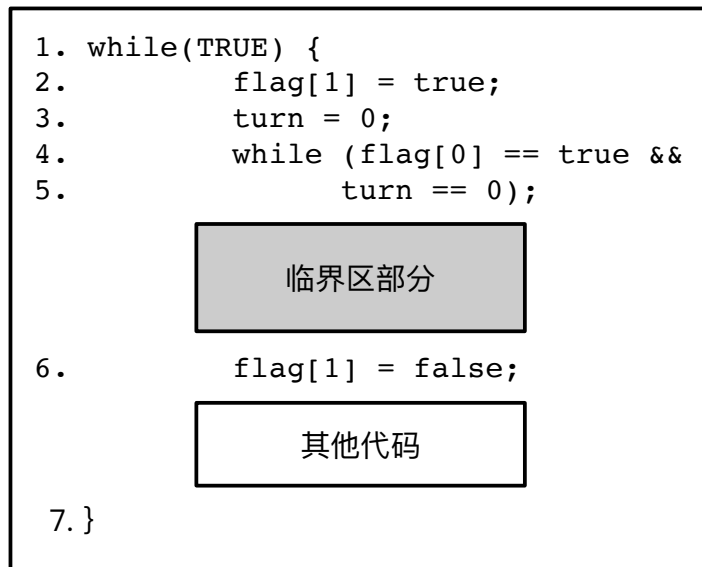 1. while(TRUE) {
2. flag[1] = true;
3. turn = 0;
4. while (flag[0] == true &&
5. turn == 0);
临界区部分
6. flag[1] = false;
其他代码
7. }